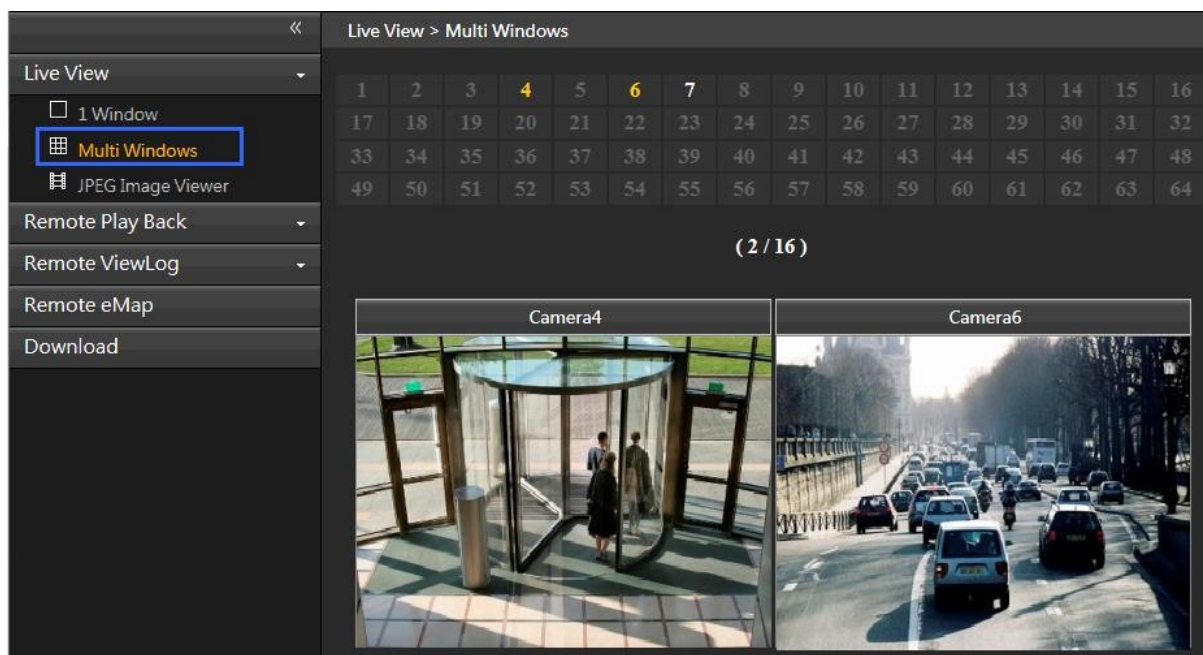 «
Live View > Multi Windows
Live View
1 Window
Multi Windows
JPEG Image Viewer
Remote Play Back
Remote ViewLog
Remote eMap
Download
1 2 3 4 5 6 7 8 9 10 11 12 13 14 15 16
17 18 19 20 21 22 23 24 25 26 27 28 29 30 31 32
33 34 35 36 37 38 39 40 41 42 43 44 45 46 47 48
49 50 51 52 53 54 55 56 57 58 59 60 61 62 63 64
( 2 / 16 )
Camera4
Camera6